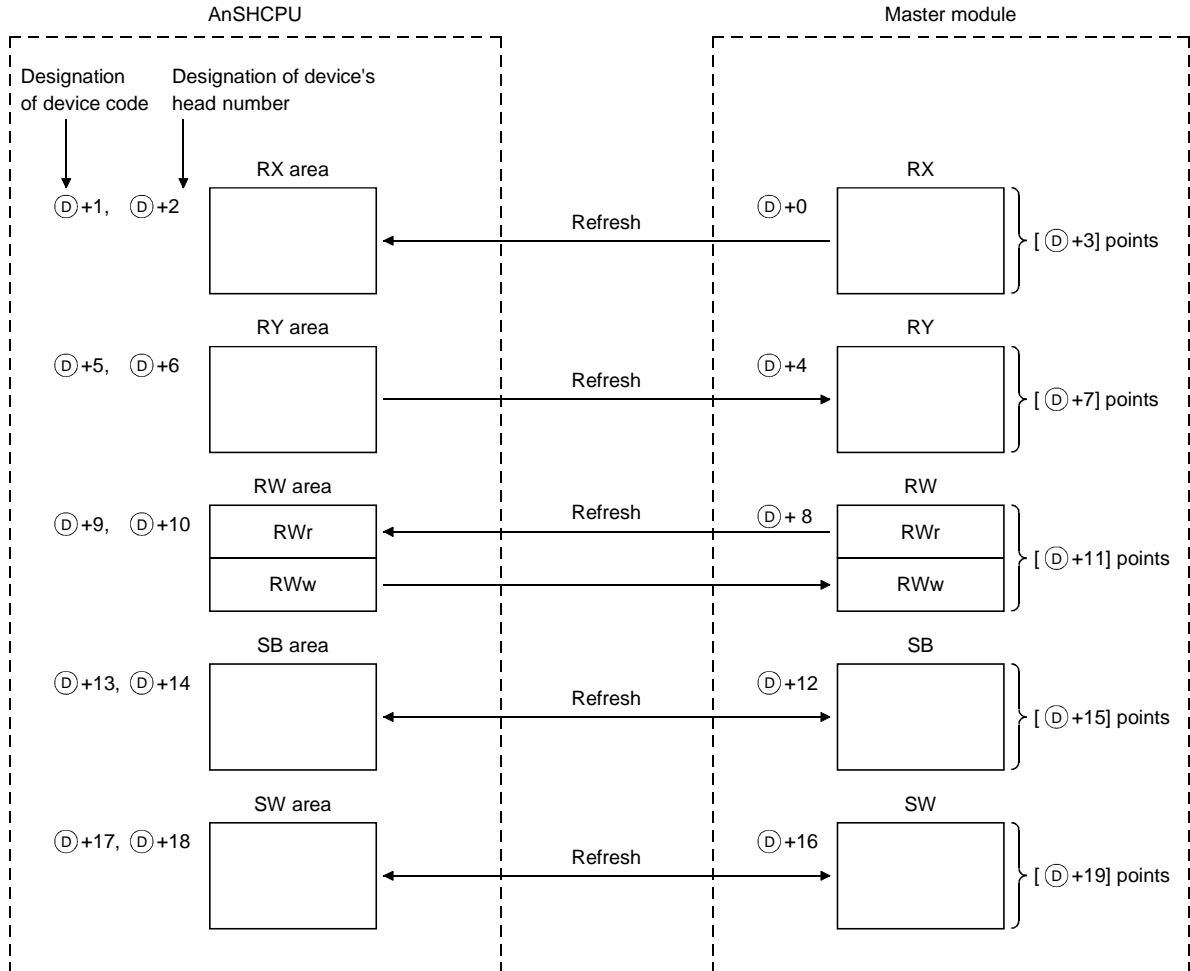 AnSHCPU Master module
Designation of device code Designation of device's head number
RX area RX
Ⓓ+1, Ⓓ+2 Refresh Ⓓ+0 [ Ⓓ+3] points
RY area RY
Ⓓ+5, Ⓓ+6 Refresh Ⓓ+4 [ Ⓓ+7] points
RW area RW
Ⓓ+9, Ⓓ+10 Refresh Ⓓ+ 8
RWr RWr
[ Ⓓ+11] points
RWw RWw
SB area SB
Ⓓ+13, Ⓓ+14 Refresh Ⓓ+12 [ Ⓓ+15] points
SW area SW
Ⓓ+17, Ⓓ+18 Refresh Ⓓ+16 [ Ⓓ+19] points